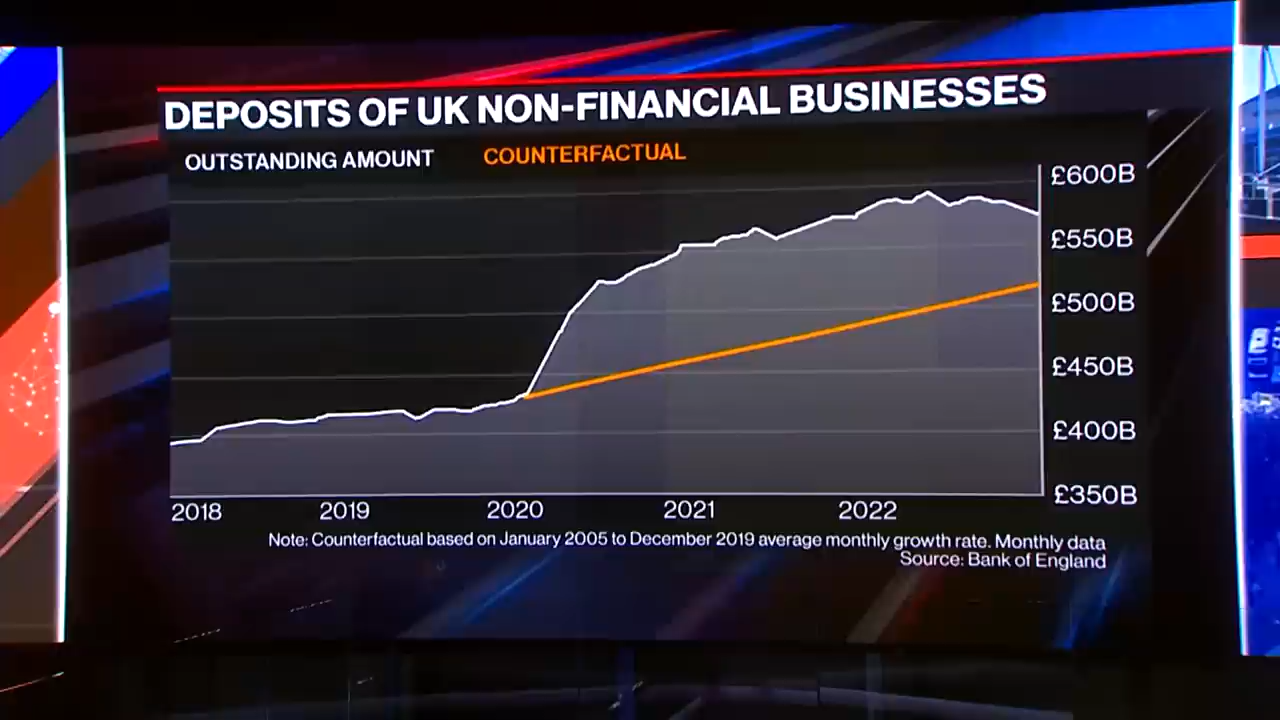 DEPOSITS OF UK NON-FINANCIAL BUSINESSES
OUTSTANDING AMOUNT COUNTERFACTUAL
£600B
£550B
£500B
£450B
£400B
£350B
2018 2019 2020 2021 2022
Note: Counterfactual based on January 2005 to December 2019 average monthly growth rate. Monthly data
Source: Bank of England